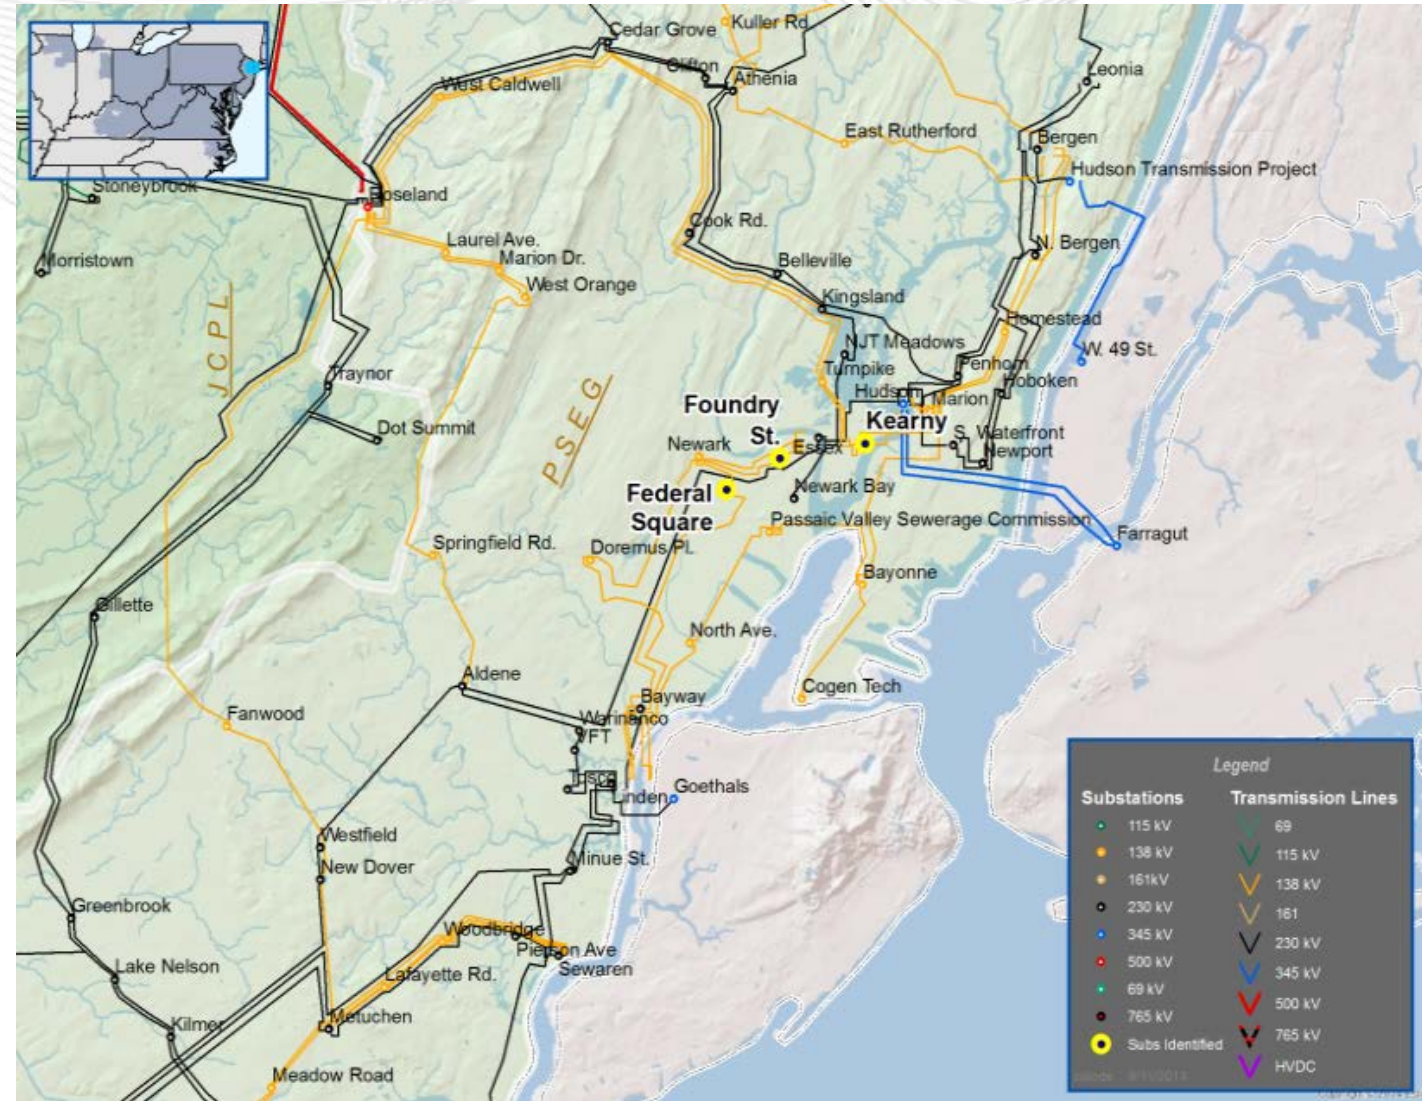 Cedar Grove
Kuller Rd
Clifton
Athenia
Leonia
West Caldwell
East Rutherford
Bergen
Hudson Transmission Project
Stoneybrook
Roseland
Cook Rd.
N. Bergen
Laurel Ave.
Marion Dr.
West Orange
Morristown
Belleville
Kingsland
JCPL
Homestead
NJT Meadows
W. 49 St.
Penhorn
Turnpike
Traynor
Hoboken
Hudson
Marion
PSEG
Foundry
St.
Kearny
Dot Summit
Newark
Essex
S. Waterfront
Newport
Federal
Square
Newark Bay
Passaic Valley Sewerage Commission
Farragut
Springfield Rd.
Doremus Pl.
Bayonne
Gillette
North Ave.
Aldene
Cogen Tech
Bayway
Fanwood
Warinanco
VFT
Tosco
Linden
Goethals
Westfield
New Dover
Minue St.
Greenbrook
Woodbridge
Pierson Ave
Sewaren
Lake Nelson
Lafayette Rd.
Kilmer
Metuchen
Meadow Road
Legend
Substations Transmission Lines
115 kV 69
138 kV 115 kV
161kV 138 kV
230 kV 161
345 kV 230 kV
500 kV 345 kV
69 kV 500 kV
765 kV 765 kV
Subs Identified HVDC